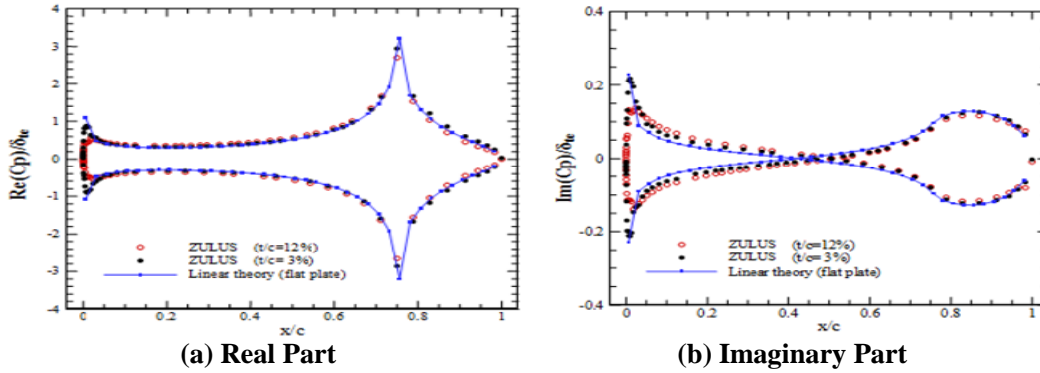 Re(Cp)/δte
4
3
2
1
0
-1
-2
-3
-4
0
0.2
0.4
0.6
0.8
1
x/c
ZULUS (t/c=12%)
ZULUS (t/c= 3%)
Linear theory (flat plate)
(a) Real Part
Im(Cp)/δte
0.4
0.2
0
-0.2
-0.4
0
0.2
0.4
0.6
0.8
1
x/c
ZULUS (t/c=12%)
ZULUS (t/c= 3%)
Linear theory (flat plate)
(b) Imaginary Part